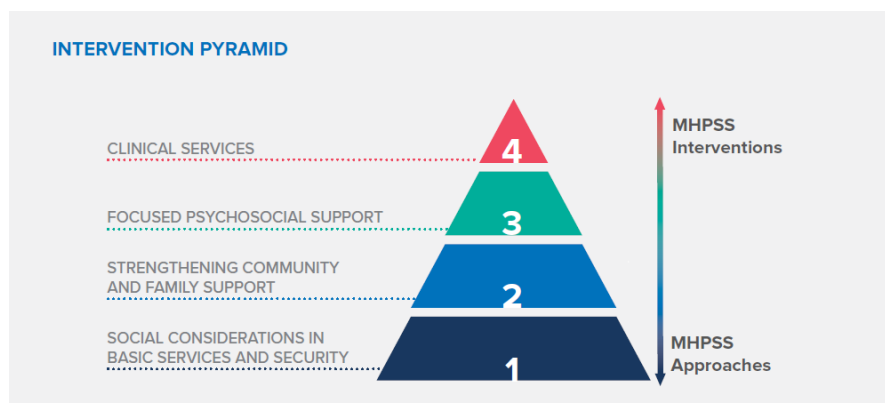 INTERVENTION PYRAMID
CLINICAL SERVICES
4
MHPSS
Interventions
FOCUSED PSYCHOSOCIAL SUPPORT
3
STRENGTHENING COMMUNITY
AND FAMILY SUPPORT
2
SOCIAL CONSIDERATIONS IN
BASIC SERVICES AND SECURITY
1
MHPSS
Approaches